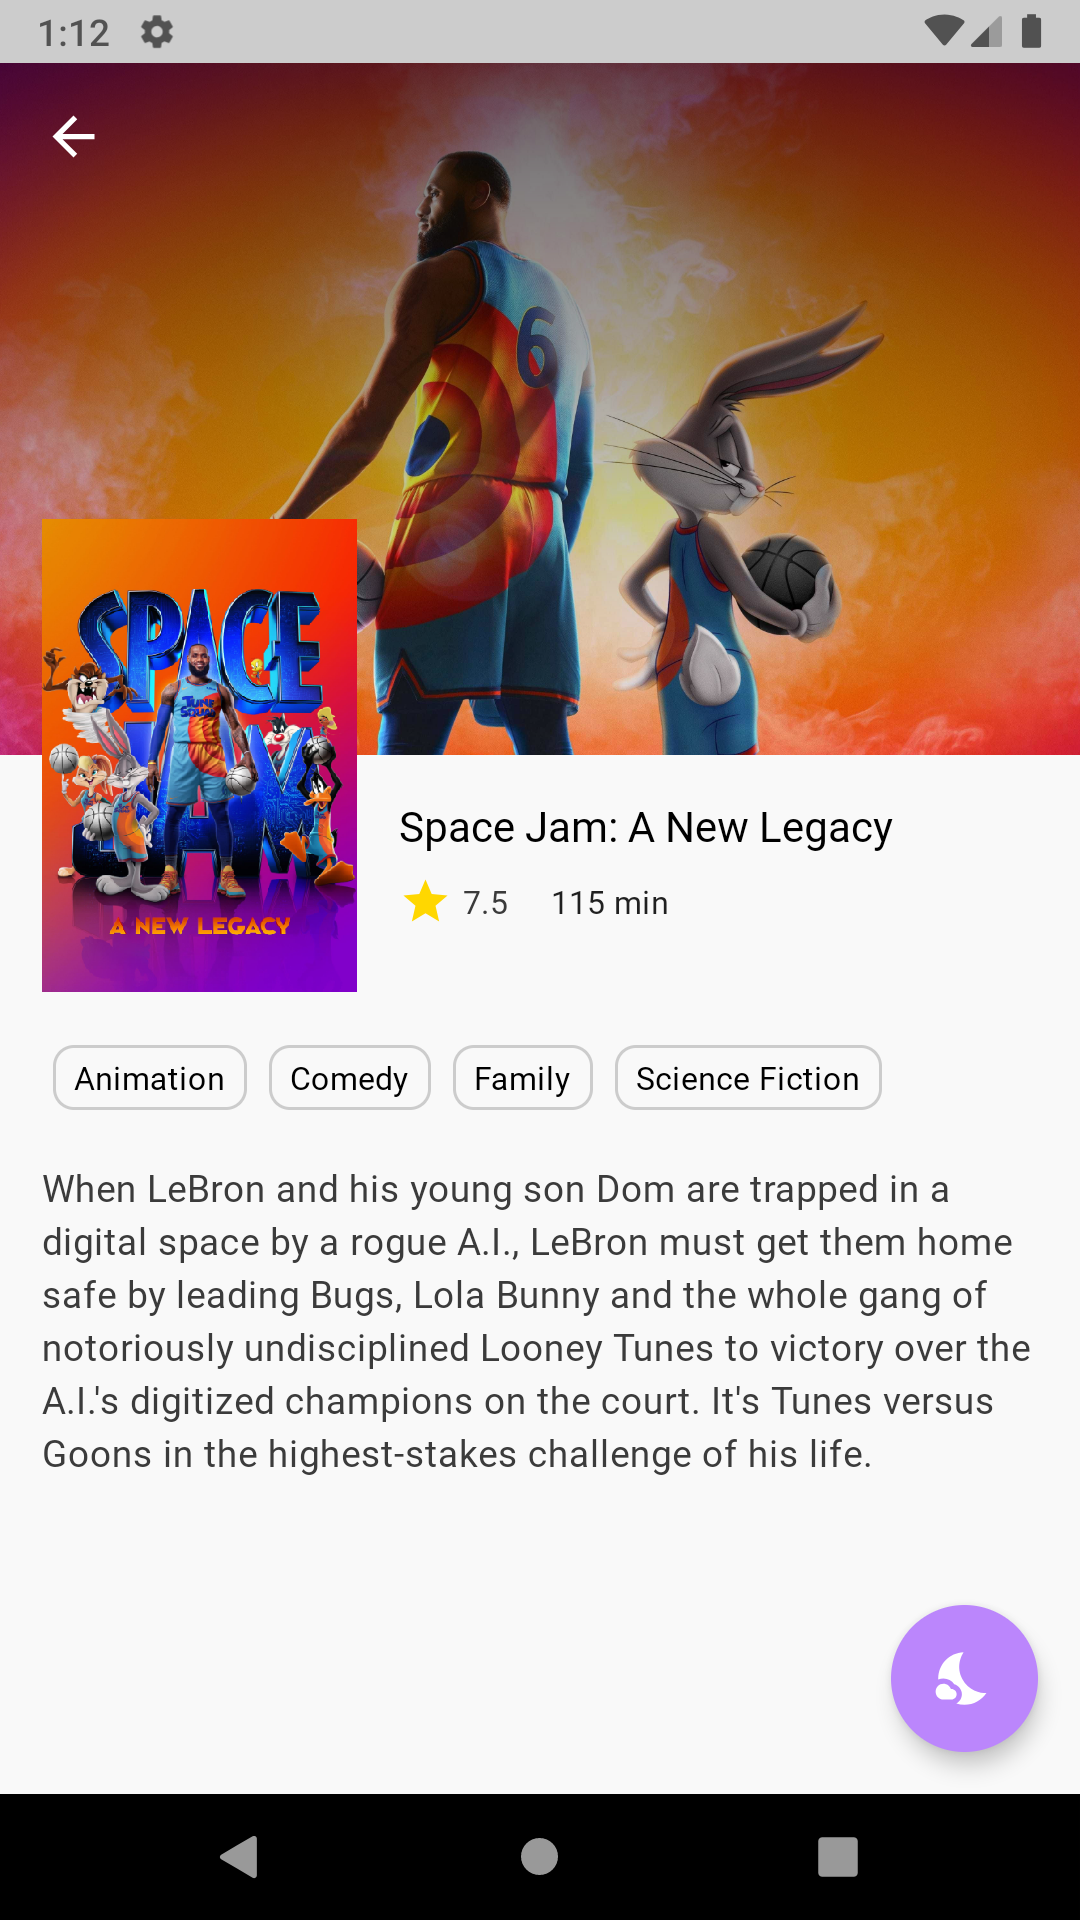 1:12
6
SPACE
JAM
TUNE
SQUAD
A NEW LEGACY
Space Jam: A New Legacy
7.5 115 min
Animation Comedy Family Science Fiction
When LeBron and his young son Dom are trapped in a
digital space by a rogue A.I., LeBron must get them home
safe by leading Bugs, Lola Bunny and the whole gang of
notoriously undisciplined Looney Tunes to victory over the
A.I.'s digitized champions on the court. It's Tunes versus
Goons in the highest-stakes challenge of his life.